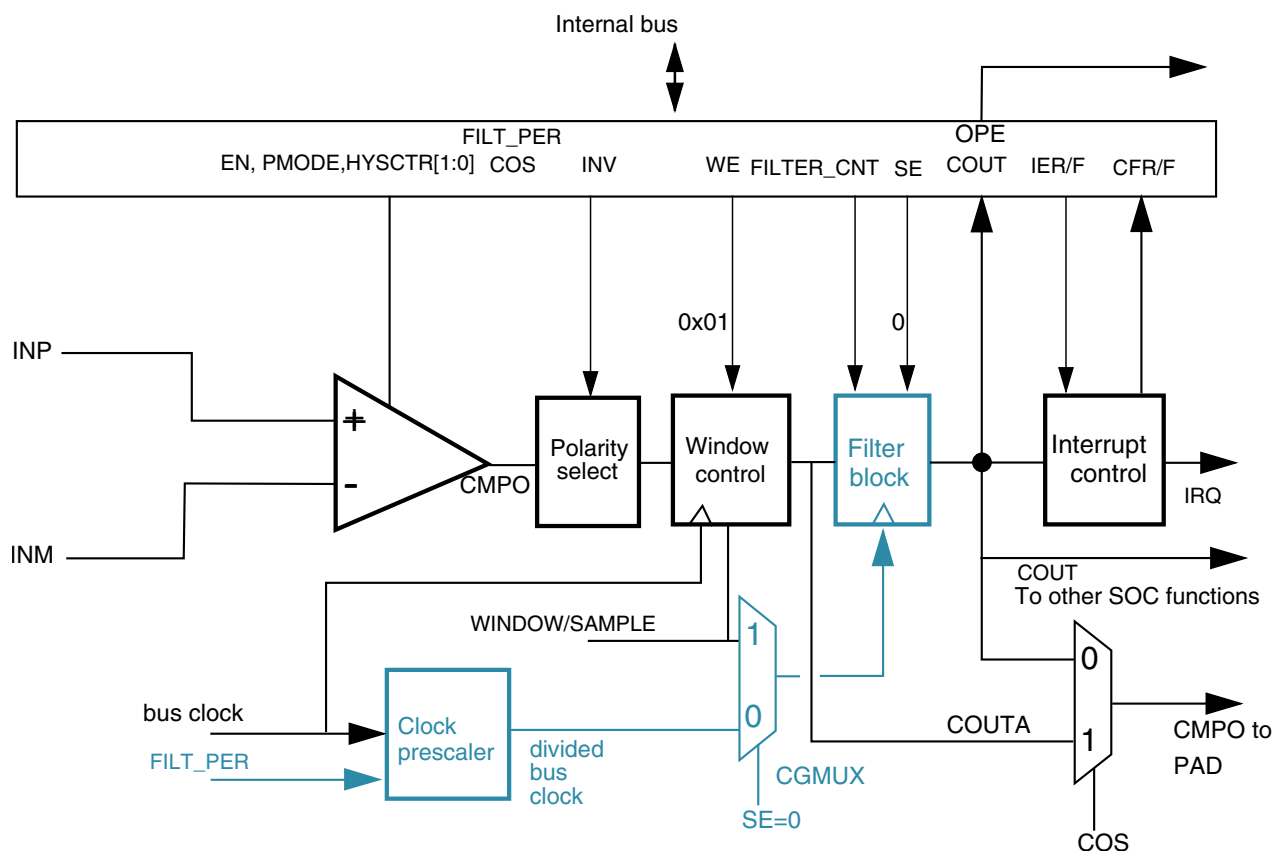 Internal bus
FILT_PER
OPE
EN, PMODE,HYSCTR[1:0]
COS
INV
WE
FILTER_CNT
SE
COUT
IER/F
CFR/F
0x01
0
INP
+
Polarity
select
Window
control
Filter
block
Interrupt
control
-
CMPO
IRQ
INM
COUT
To other SOC functions
WINDOW/SAMPLE
1
0
bus clock
Clock
prescaler
0
COUTA
1
CMPO to
PAD
FILT_PER
divided
bus
clock
CGMUX
SE=0
COS